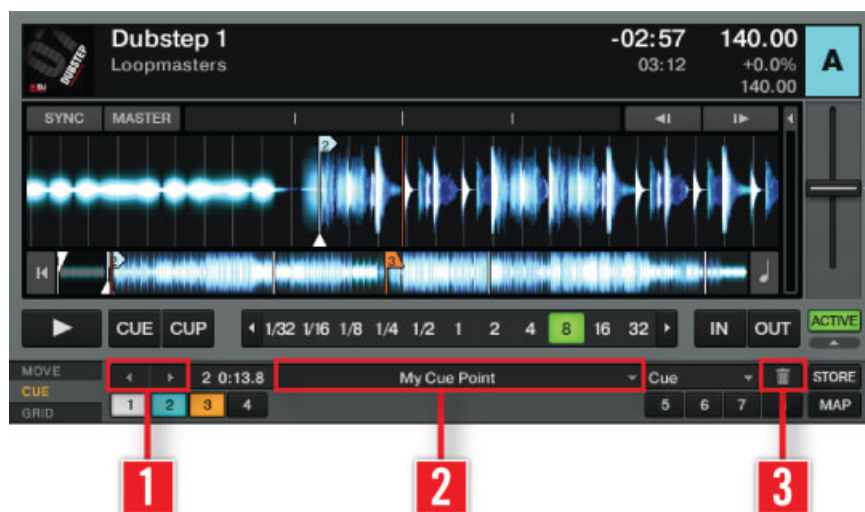 DUBSTEP
Dubstep 1
Loopmasters
-02:57
03:12
140.00
+0.0%
140.00
A
SYNC MASTER
2
2 3
CUE CUP 1/32 1/16 1/8 1/4 1/2 1 2 4 8 16 32 IN OUT ACTIVE
MOVE
CUE
GRID
2 0:13.8 My Cue Point Cue STORE
1 2 3 4 5 6 7 MAP
1 2 3